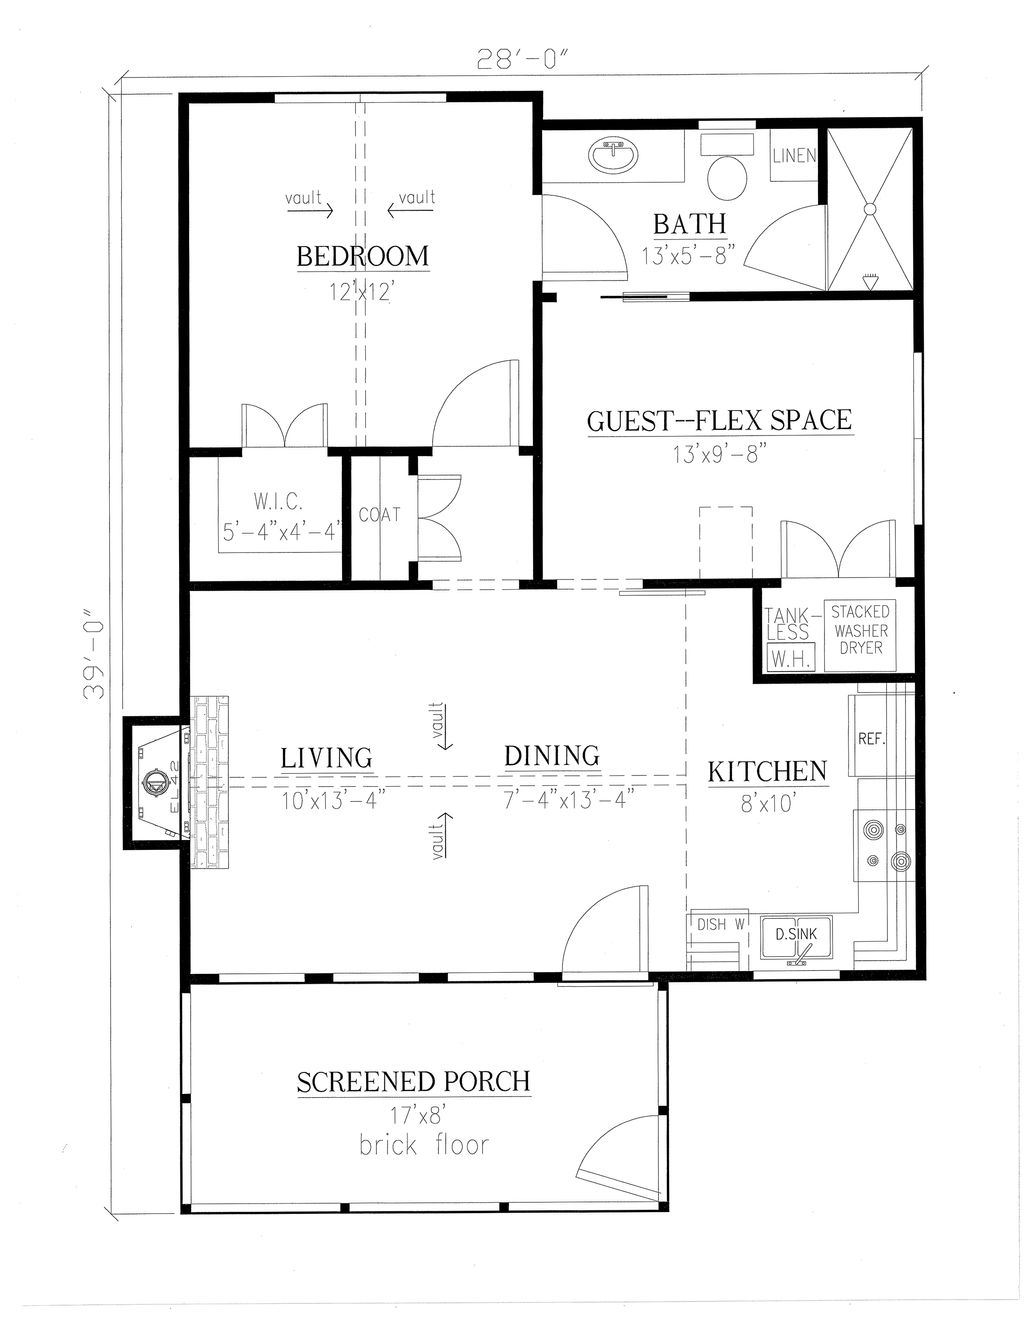 28'-0"
vault
vault
BEDROOM
12'x12'
LINEN
BATH
13'x5'-8"
GUEST--FLEX SPACE
13'x9'-8"
W.I.C.
5'-4"x4'-4"
COAT
39'-0"
TANK-
LESS
W.H.
STACKED
WASHER
DRYER
vault
LIVING
10'x13'-4"
DINING
7'-4"x13'-4"
KITCHEN
8'x10'
REF.
EL 42
vault
DISH W
D.SINK
SCREENED PORCH
17'x8'
brick floor